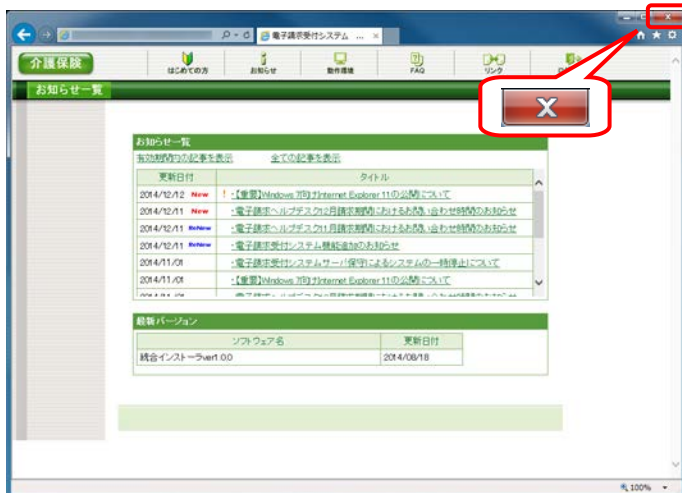 電子請求受付システム ...
介護保険
はじめての方
お知らせ
動作環境
FAQ
リンク
お知らせ一覧
お知らせ一覧
有効期間内の記事を表示 全ての記事を表示
更新日付 タイトル
2014/12/12 New ! ・【重要】Windows 7向けInternet Explorer 11の公開について
2014/12/11 New ・電子請求ヘルプデスク12月請求期間におけるお問い合わせ時間のお知らせ
2014/12/11 ReNew ・電子請求ヘルプデスク11月請求期間におけるお問い合わせ時間のお知らせ
2014/12/11 ReNew ・電子請求受付システム機能追加のお知らせ
2014/11/01 ・電子請求受付システムサーバ保守によるシステムの一時停止について
2014/11/01 ・【重要】Windows 7向けInternet Explorer 11の公開について
最新バージョン
ソフトウェア名 更新日付
統合インストーラver1.0.0 2014/08/18
100%